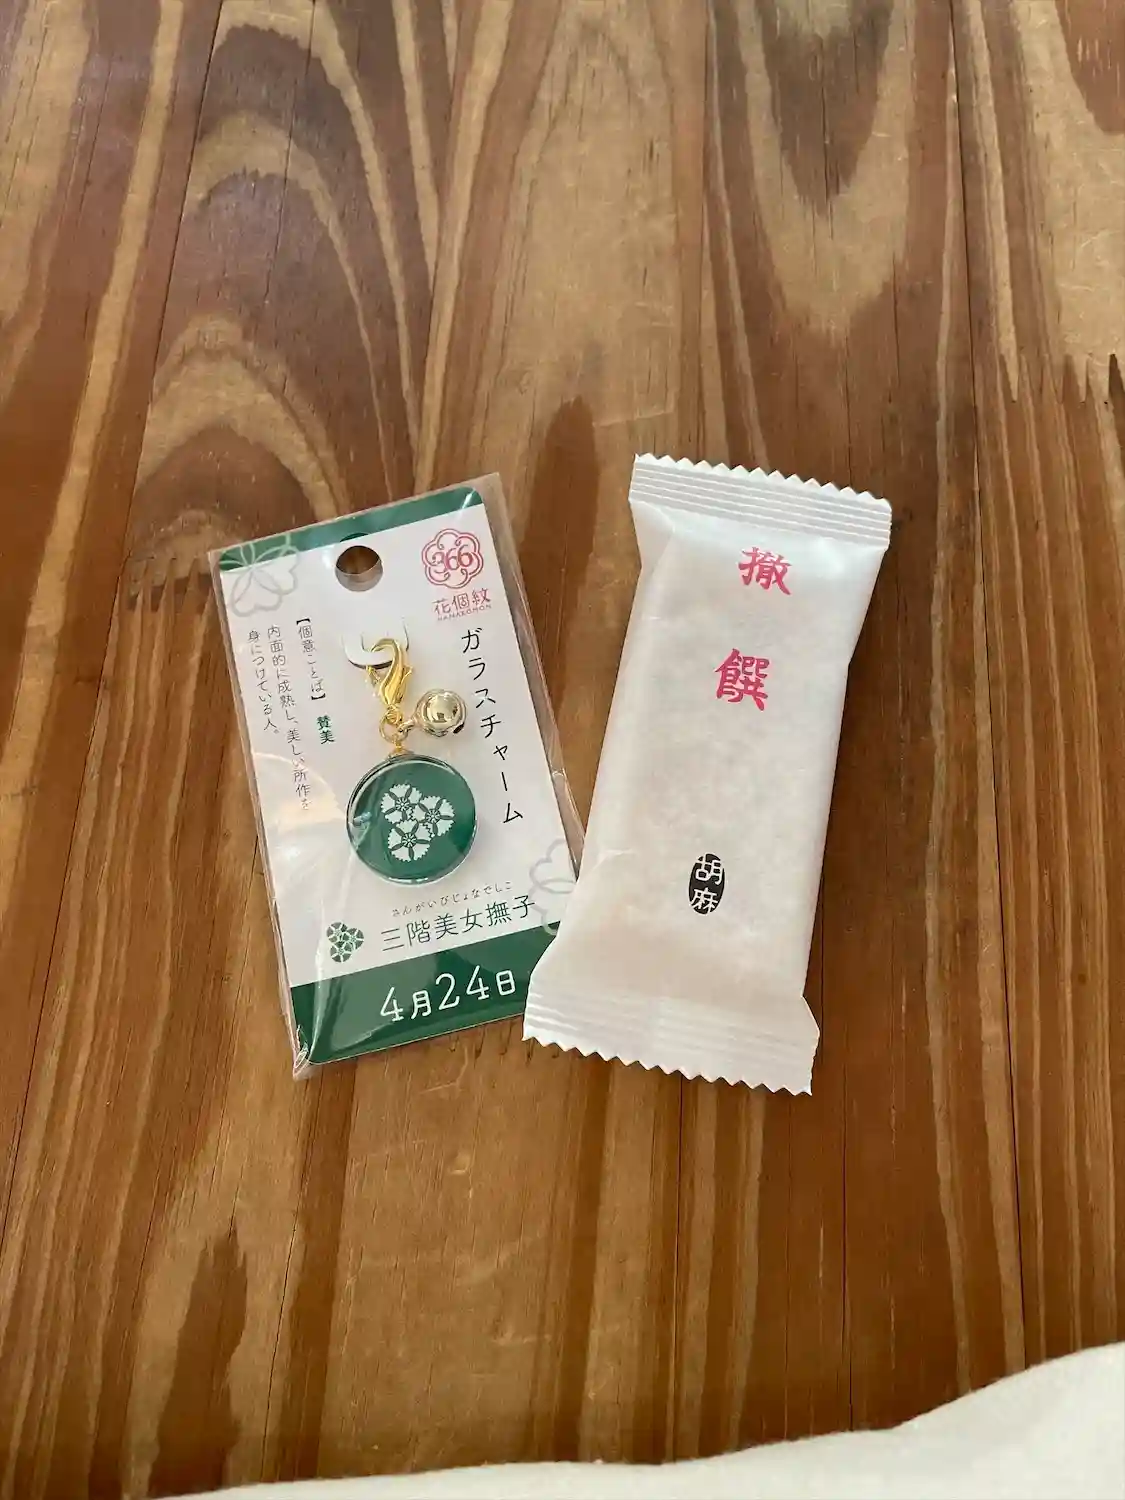 366
花個紋
HANAKOMON
ガラスチャーム
【個意ことば】 賛美
内面的に成熟し、美しい所作を
身につけている人。
さんがいびじょなでしこ
三階美女撫子
4月24日
撤饌
胡麻